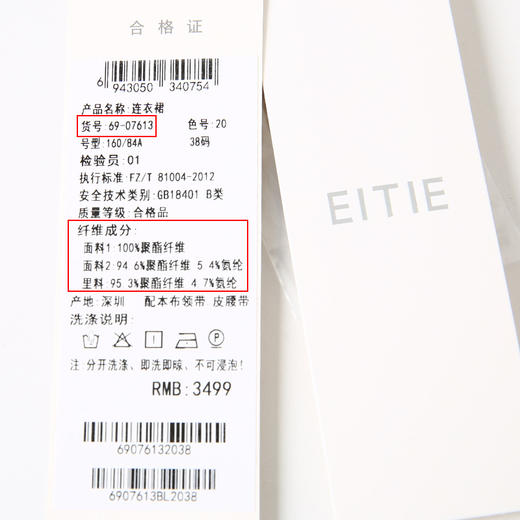 合格证
6 943050 340754
产品名称:连衣裙
货号:69-07613 色号:20
号型:160/84A 38码
检验员:01
执行标准:FZ/T 81004-2012
安全技术类别:GB18401 B类
质量等级:合格品
纤维成分:
面料1:100%聚酯纤维
面料2:94 6%聚酯纤维 5 4%氨纶
里料:95 3%聚酯纤维 4 7%氨纶
产地:深圳 配本布领带 皮腰带
洗涤说明:
注:分开洗涤、即洗即晾、不可浸泡!
RMB:3499
69076132038
6907613BL2038
EITIE